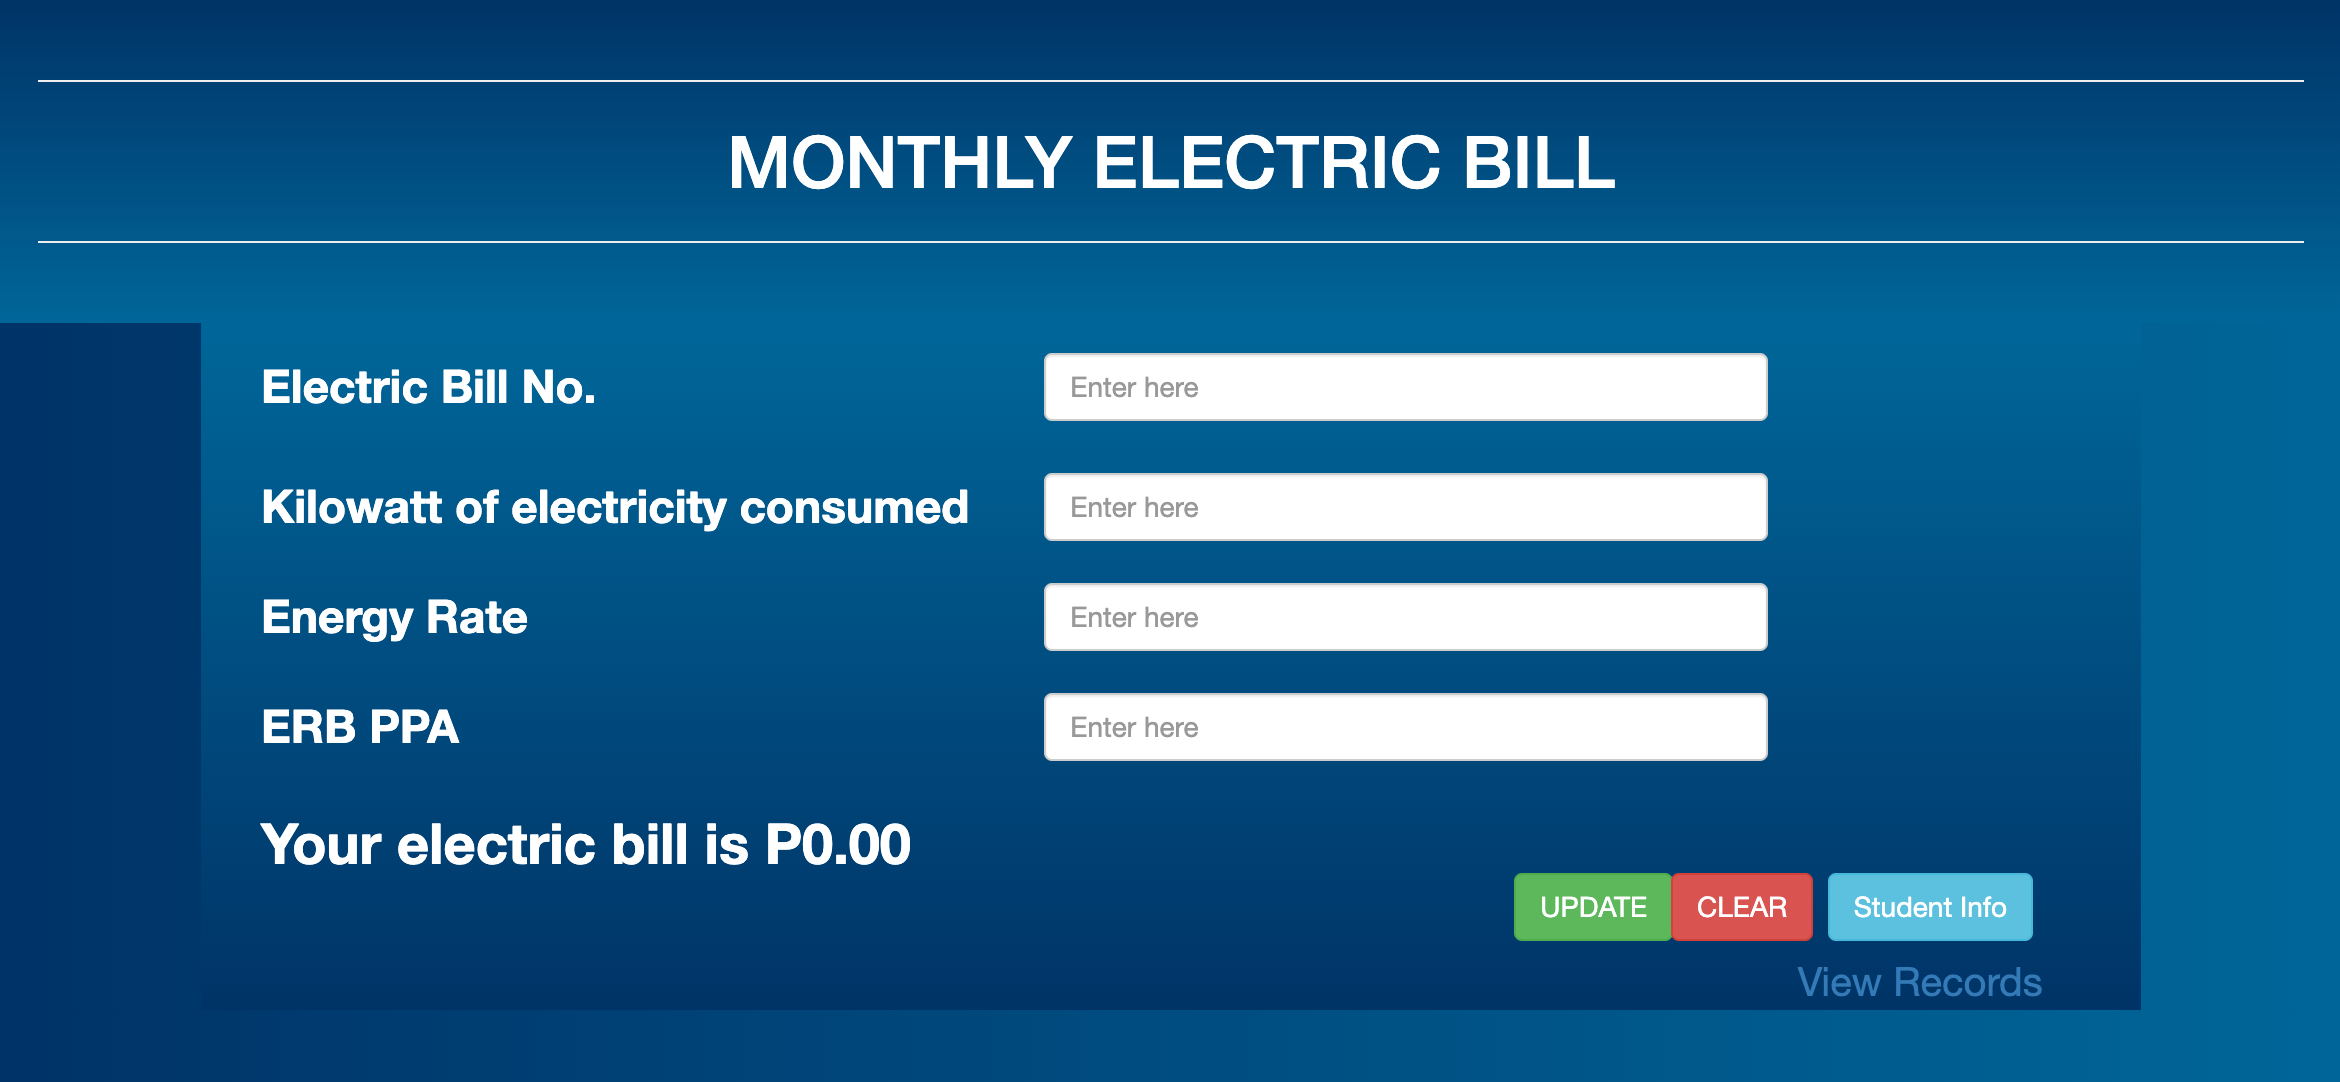 MONTHLY ELECTRIC BILL
Electric Bill No.
Enter here
Kilowatt of electricity consumed
Enter here
Energy Rate
Enter here
ERB PPA
Enter here
Your electric bill is P0.00
UPDATE CLEAR Student Info
View Records